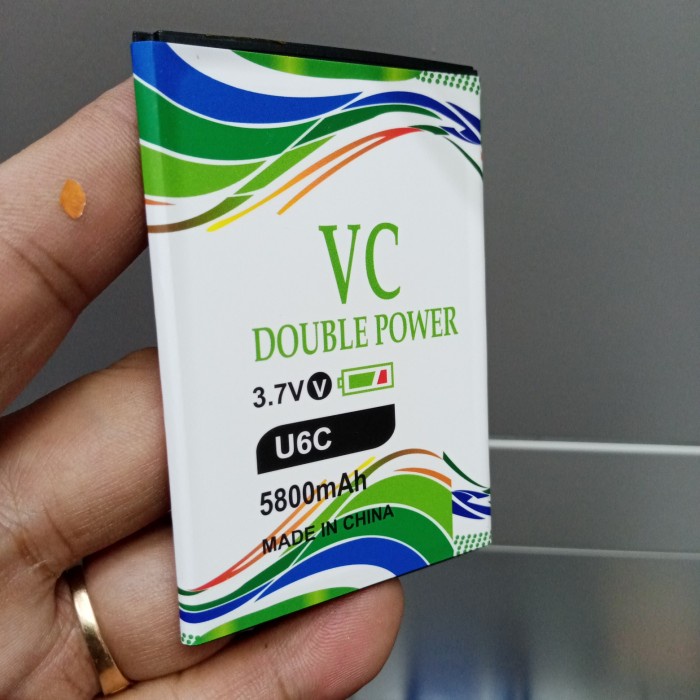 VC
DOUBLE POWER
3.7V V
U6C
5800mAh
MADE IN CHINA